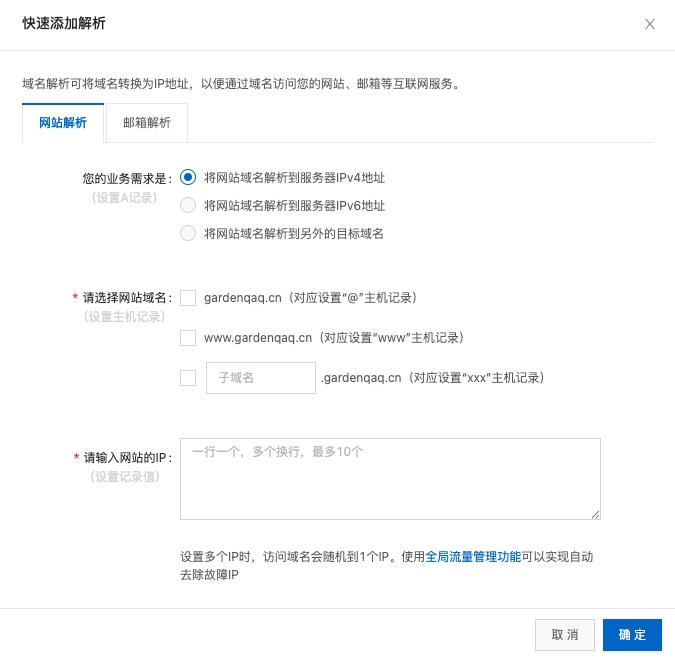 快速添加解析
域名解析可将域名转换为IP地址，以便通过域名访问您的网站、邮箱等互联网服务。
网站解析 邮箱解析
您的业务需求是： 将网站域名解析到服务器IPv4地址
（设置A记录）
将网站域名解析到服务器IPv6地址
将网站域名解析到另外的目标域名
* 请选择网站域名： gardenqaq.cn（对应设置“@”主机记录）
（设置主机记录）
www.gardenqaq.cn（对应设置“www”主机记录）
子域名 .gardenqaq.cn（对应设置“xxx”主机记录）
* 请输入网站的IP： 一行一个，多个换行，最多10个
（设置记录值）
设置多个IP时，访问域名会随机到1个IP。使用全局流量管理功能可以实现自动
去除故障IP
取消 确定